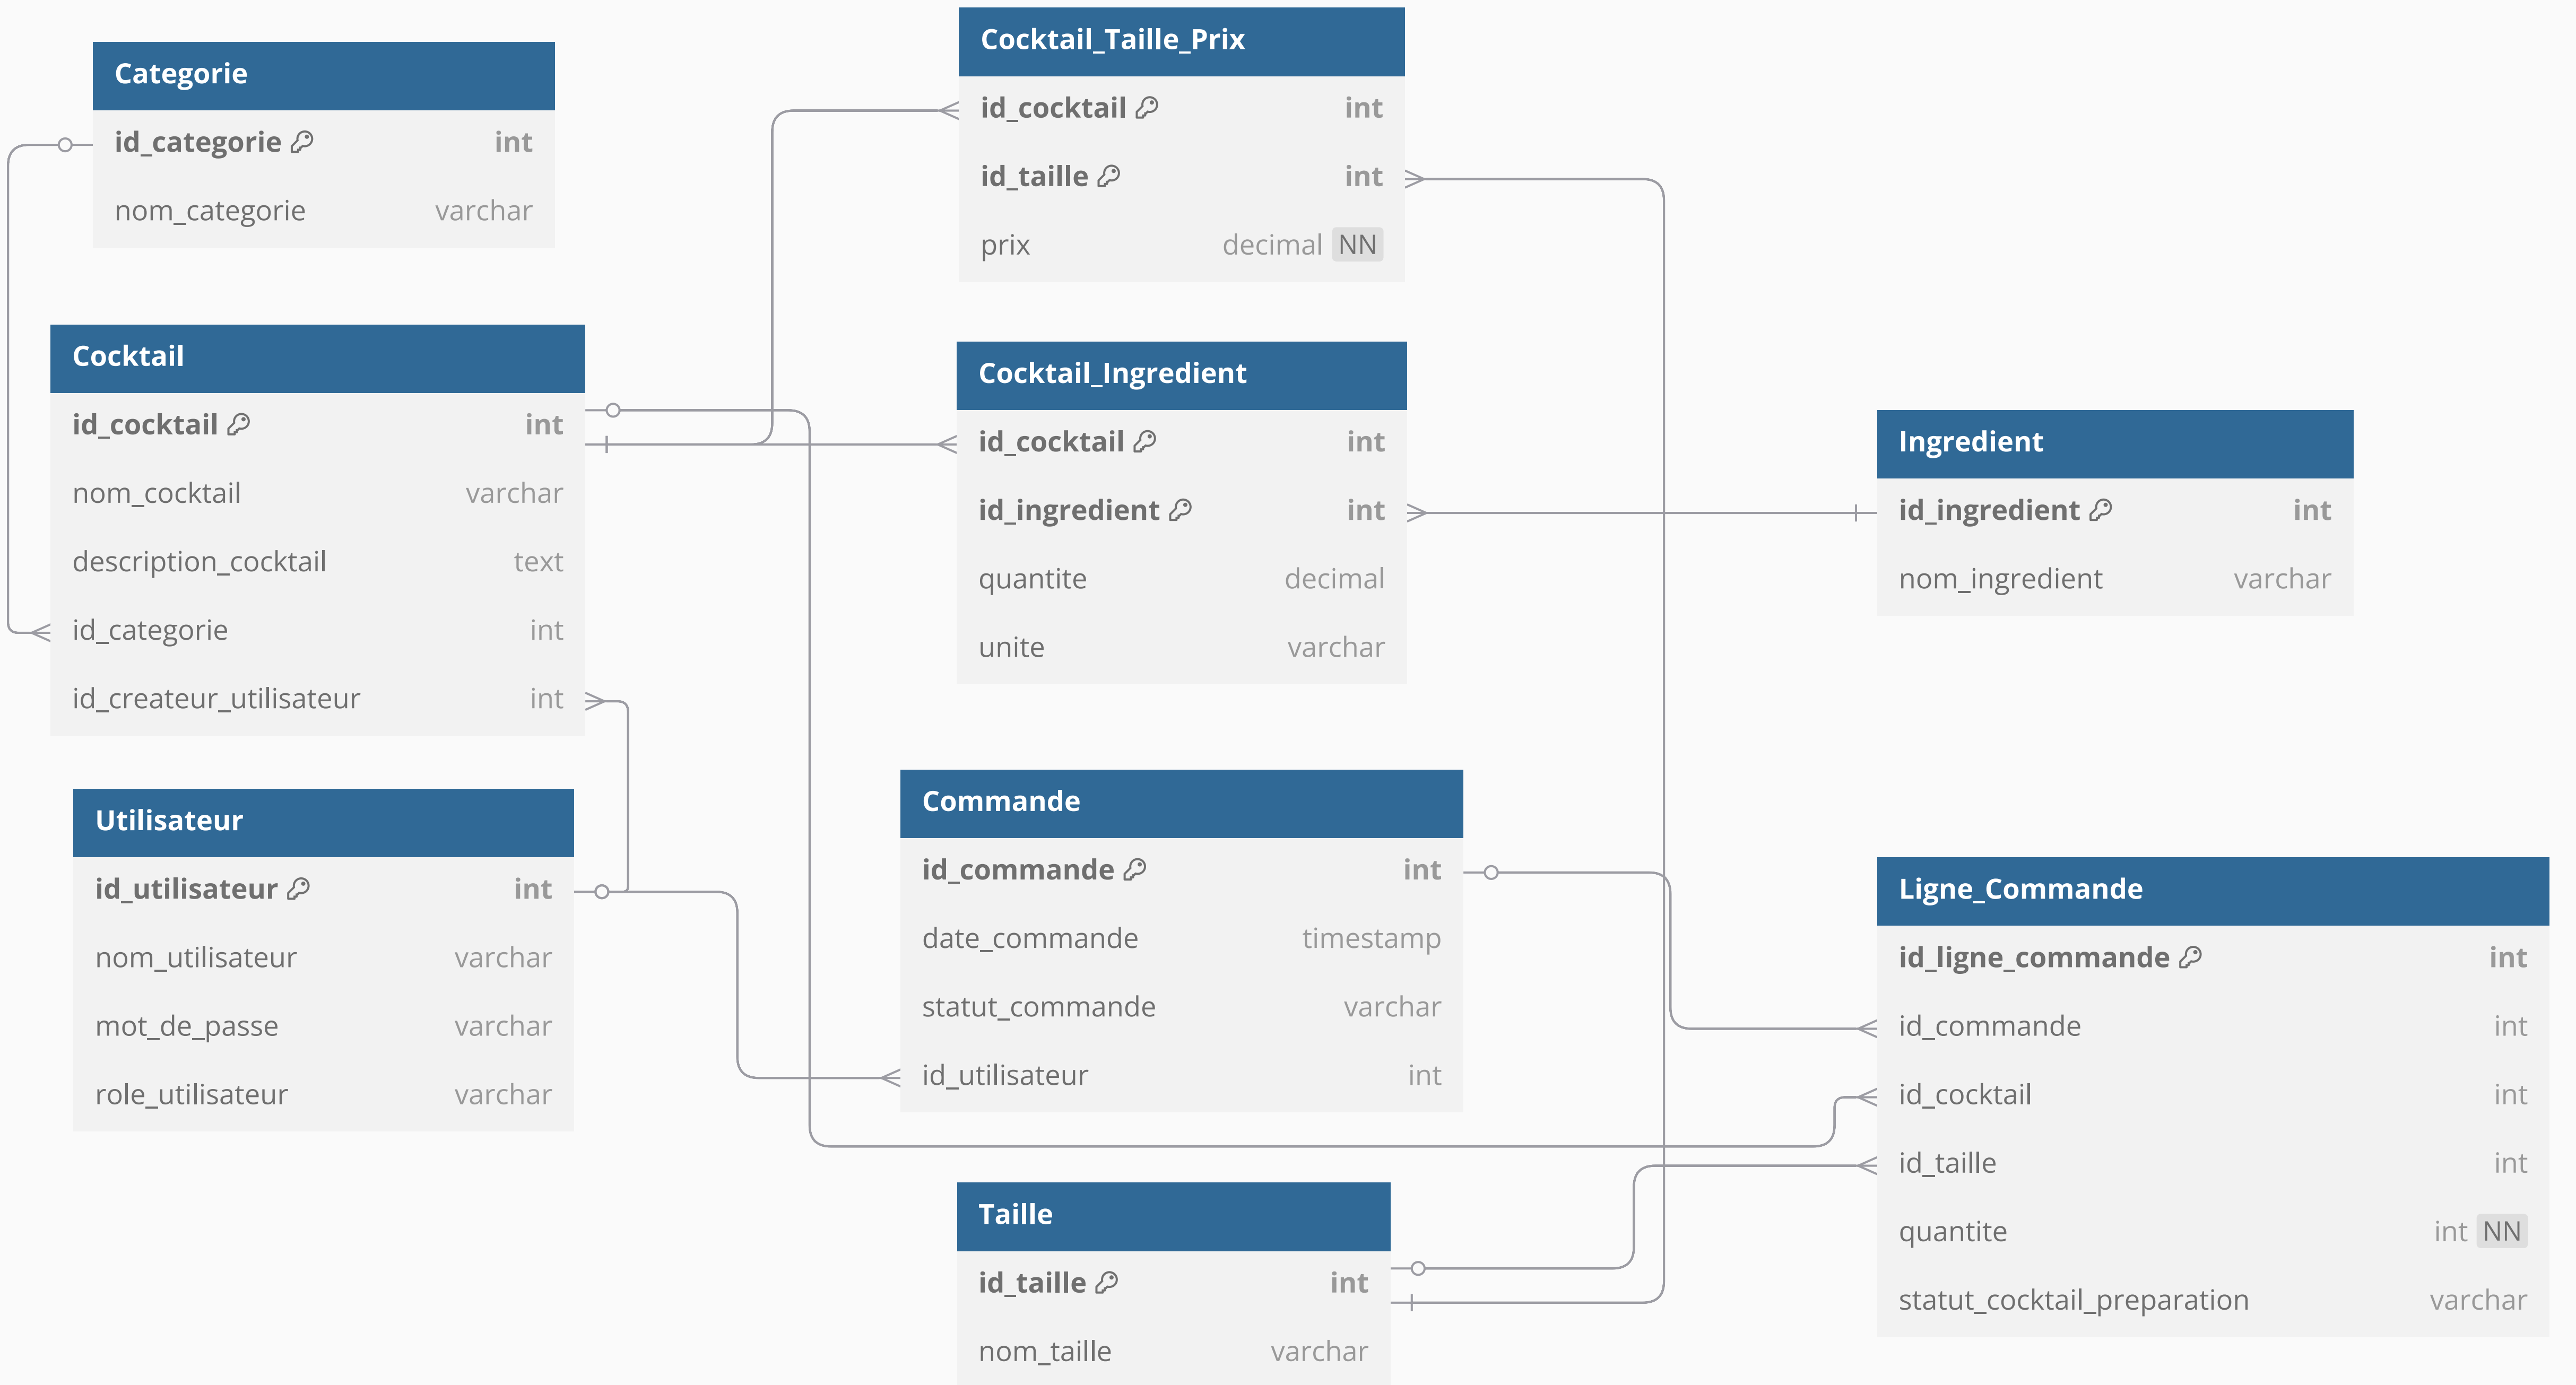 Categorie
id_categorie int
nom_categorie varchar
Cocktail
id_cocktail int
nom_cocktail varchar
description_cocktail text
id_categorie int
id_createur_utilisateur int
Utilisateur
id_utilisateur int
nom_utilisateur varchar
mot_de_passe varchar
role_utilisateur varchar
Cocktail_Taille_Prix
id_cocktail int
id_taille int
prix decimal NN
Cocktail_Ingredient
id_cocktail int
id_ingredient int
quantite decimal
unite varchar
Commande
id_commande int
date_commande timestamp
statut_commande varchar
id_utilisateur int
Taille
id_taille int
nom_taille varchar
Ingredient
id_ingredient int
nom_ingredient varchar
Ligne_Commande
id_ligne_commande int
id_commande int
id_cocktail int
id_taille int
quantite int NN
statut_cocktail_preparation varchar